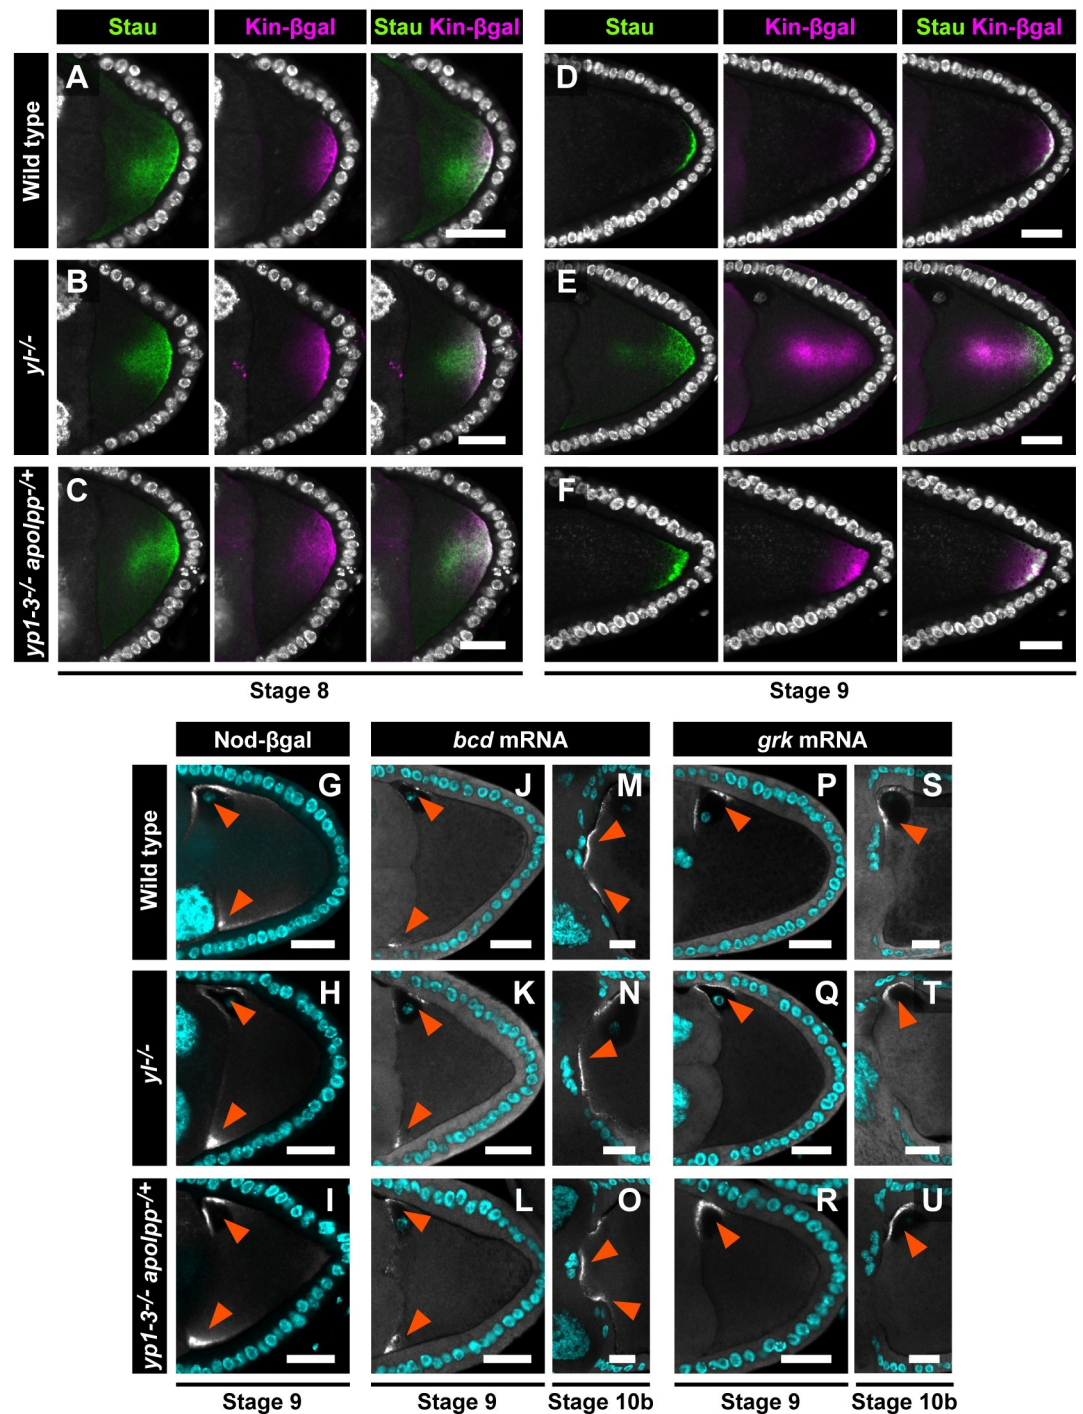 Stau Kin-βgal Stau Kin-βgal Stau Kin-βgal Stau Kin-βgal
Wild type
A D
yl-/-
B E
yp1-3-/- apolpp-/+
C F
Stage 8 Stage 9
Nod-βgal bcd mRNA grk mRNA
Wild type
G J M P S
yl-/-
H K N Q T
yp1-3-/- apolpp-/+
I L O R U
Stage 9 Stage 9 Stage 10b Stage 9 Stage 10b